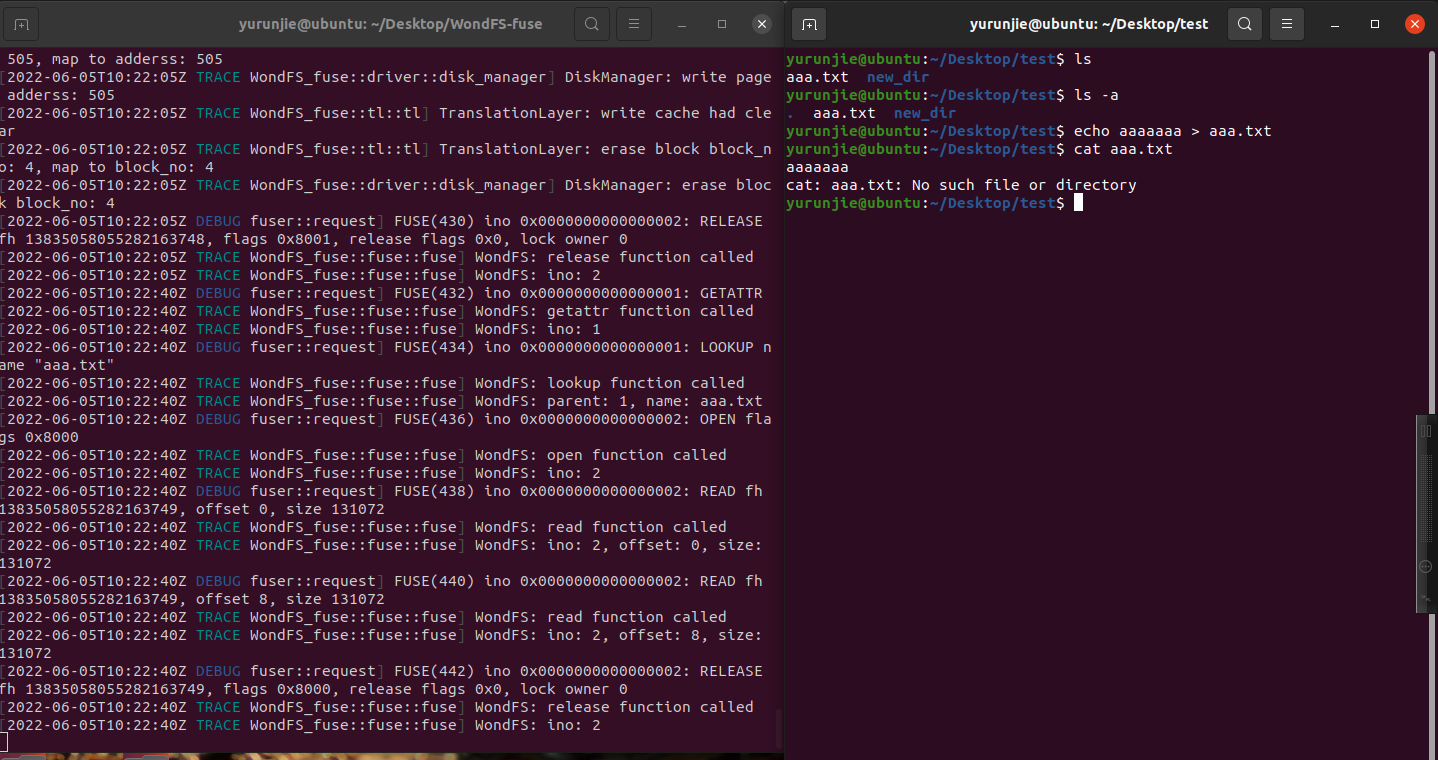 yurunjie@ubuntu: ~/Desktop/WondFS-fuse
505, map to adderss: 505
[2022-06-05T10:22:05Z TRACE WondFS_fuse::driver::disk_manager] DiskManager: write page
adderss: 505
[2022-06-05T10:22:05Z TRACE WondFS_fuse::tl::tl] TranslationLayer: write cache had cle
ar
[2022-06-05T10:22:05Z TRACE WondFS_fuse::tl::tl] TranslationLayer: erase block block_n
o: 4, map to block_no: 4
[2022-06-05T10:22:05Z TRACE WondFS_fuse::driver::disk_manager] DiskManager: erase bloc
k block_no: 4
[2022-06-05T10:22:05Z DEBUG fuser::request] FUSE(430) ino 0x0000000000000002: RELEASE
fh 13835058055282163748, flags 0x8001, release flags 0x0, lock owner 0
[2022-06-05T10:22:05Z TRACE WondFS_fuse::fuse::fuse] WondFS: release function called
[2022-06-05T10:22:05Z TRACE WondFS_fuse::fuse::fuse] WondFS: ino: 2
[2022-06-05T10:22:40Z DEBUG fuser::request] FUSE(432) ino 0x0000000000000001: GETATTR
[2022-06-05T10:22:40Z TRACE WondFS_fuse::fuse::fuse] WondFS: getattr function called
[2022-06-05T10:22:40Z TRACE WondFS_fuse::fuse::fuse] WondFS: ino: 1
[2022-06-05T10:22:40Z DEBUG fuser::request] FUSE(434) ino 0x0000000000000001: LOOKUP n
ame "aaa.txt"
[2022-06-05T10:22:40Z TRACE WondFS_fuse::fuse::fuse] WondFS: lookup function called
[2022-06-05T10:22:40Z TRACE WondFS_fuse::fuse::fuse] WondFS: parent: 1, name: aaa.txt
[2022-06-05T10:22:40Z DEBUG fuser::request] FUSE(436) ino 0x0000000000000002: OPEN fla
gs 0x8000
[2022-06-05T10:22:40Z TRACE WondFS_fuse::fuse::fuse] WondFS: open function called
[2022-06-05T10:22:40Z TRACE WondFS_fuse::fuse::fuse] WondFS: ino: 2
[2022-06-05T10:22:40Z DEBUG fuser::request] FUSE(438) ino 0x0000000000000002: READ fh
13835058055282163749, offset 0, size 131072
[2022-06-05T10:22:40Z TRACE WondFS_fuse::fuse::fuse] WondFS: read function called
[2022-06-05T10:22:40Z TRACE WondFS_fuse::fuse::fuse] WondFS: ino: 2, offset: 0, size:
131072
[2022-06-05T10:22:40Z DEBUG fuser::request] FUSE(440) ino 0x0000000000000002: READ fh
13835058055282163749, offset 8, size 131072
[2022-06-05T10:22:40Z TRACE WondFS_fuse::fuse::fuse] WondFS: read function called
[2022-06-05T10:22:40Z TRACE WondFS_fuse::fuse::fuse] WondFS: ino: 2, offset: 8, size:
131072
[2022-06-05T10:22:40Z DEBUG fuser::request] FUSE(442) ino 0x0000000000000002: RELEASE
fh 13835058055282163749, flags 0x8000, release flags 0x0, lock owner 0
[2022-06-05T10:22:40Z TRACE WondFS_fuse::fuse::fuse] WondFS: release function called
[2022-06-05T10:22:40Z TRACE WondFS_fuse::fuse::fuse] WondFS: ino: 2
yurunjie@ubuntu: ~/Desktop/test
yurunjie@ubuntu:~/Desktop/test$ ls
aaa.txt  new_dir
yurunjie@ubuntu:~/Desktop/test$ ls -a
.  aaa.txt  new_dir
yurunjie@ubuntu:~/Desktop/test$ echo aaaaaaa > aaa.txt
yurunjie@ubuntu:~/Desktop/test$ cat aaa.txt
aaaaaaa
cat: aaa.txt: No such file or directory
yurunjie@ubuntu:~/Desktop/test$